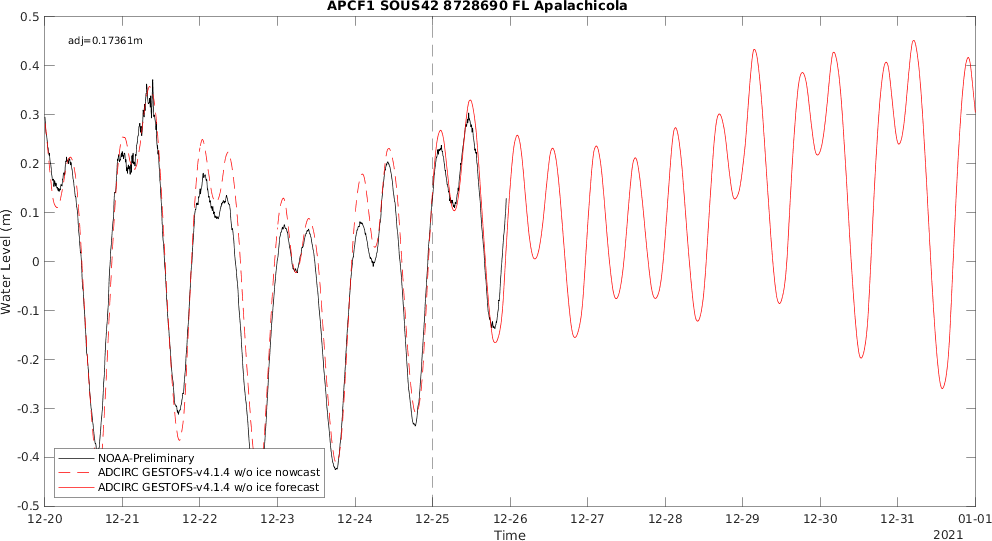 APCF1 SOUS42 8728690 FL Apalachicola
adj=0.17361m
0.5
0.4
0.3
0.2
0.1
0
-0.1
-0.2
-0.3
-0.4
-0.5
Water Level (m)
NOAA-Preliminary
ADCIRC GESTOFS-v4.1.4 w/o ice nowcast
ADCIRC GESTOFS-v4.1.4 w/o ice forecast
12-20 12-21 12-22 12-23 12-24 12-25 12-26 12-27 12-28 12-29 12-30 12-31 01-01
Time
2021